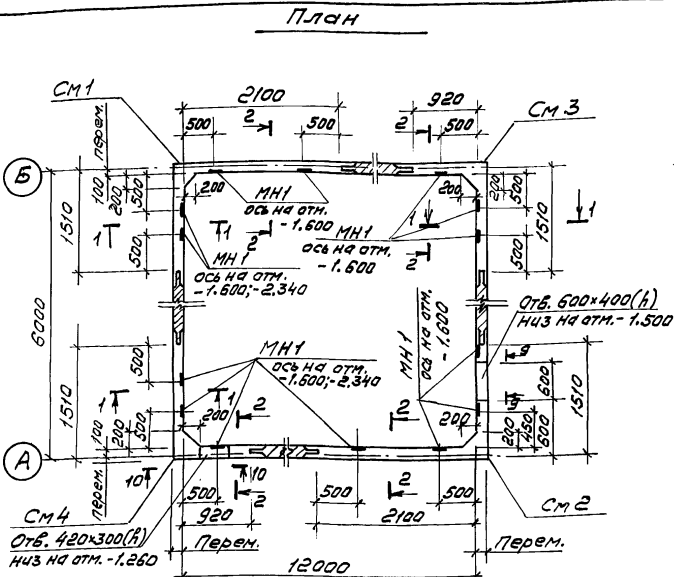 План
См1
2100
920
См3
перем.
500
2
500
2
500
Б
100
200
500
200
МН1
ось на отм.
-1.600
200
200
500
1510
1
1
2
МН1
ось на отм.
-1.600
1
2
1
1510
500
МН1
ось на отм.
-1.600;-2.340
500
6000
МН1
ось на отм.
-1.600
Отв. 600×400(h)
низ на отм.-1.500
500
МН1
ось на отм.
-1.600;-2.340
9
600
1510
1
1
2
2
9
1510
100
200
500
200
200
200
450
600
А
перем.
10
10
2
2
500
500
500
См4
920
2100
См2
Отв. 420×300(h)
низ на отм.-1.260
Перем.
Перем.
12000